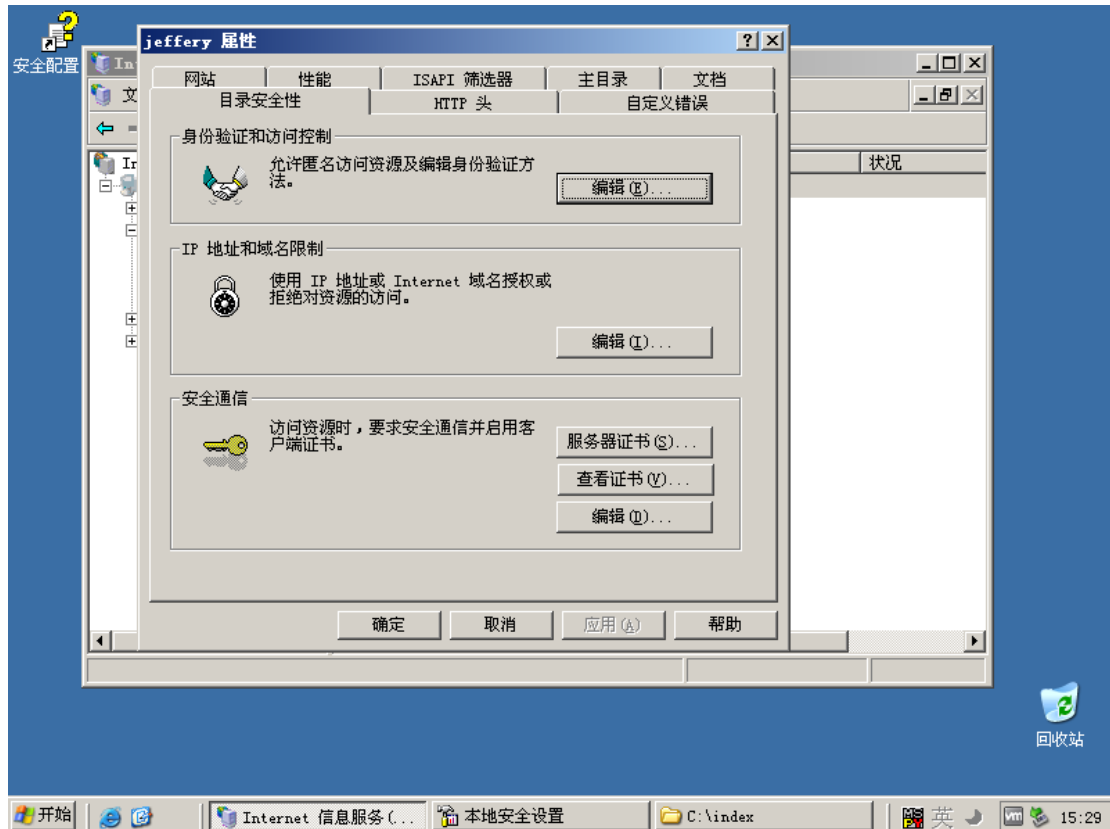 安全配置
jeffery 属性
In
文
网站 性能 ISAPI 筛选器 主目录 文档
目录安全性 HTTP 头 自定义错误
In
状况
身份验证和访问控制
允许匿名访问资源及编辑身份验证方
法。
编辑(E)...
IP 地址和域名限制
使用 IP 地址或 Internet 域名授权或
拒绝对资源的访问。
编辑(I)...
安全通信
访问资源时，要求安全通信并启用客
户端证书。
服务器证书(S)...
查看证书(V)...
编辑(D)...
确定 取消 应用(A) 帮助
回收站
开始 Internet 信息服务(... 本地安全设置 C:\index 英 vm 15:29